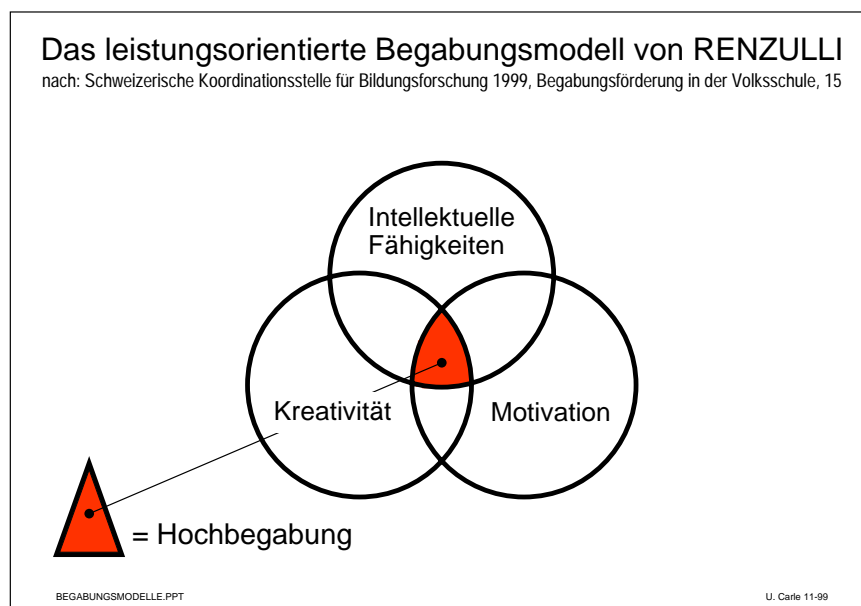 Das leistungsorientierte Begabungsmodell von RENZULLI
nach: Schweizerische Koordinationsstelle für Bildungsforschung 1999, Begabungsförderung in der Volksschule, 15
Intellektuelle
Fähigkeiten
Kreativität
Motivation
= Hochbegabung
BEGABUNGSMODELLE.PPT
U. Carle 11-99